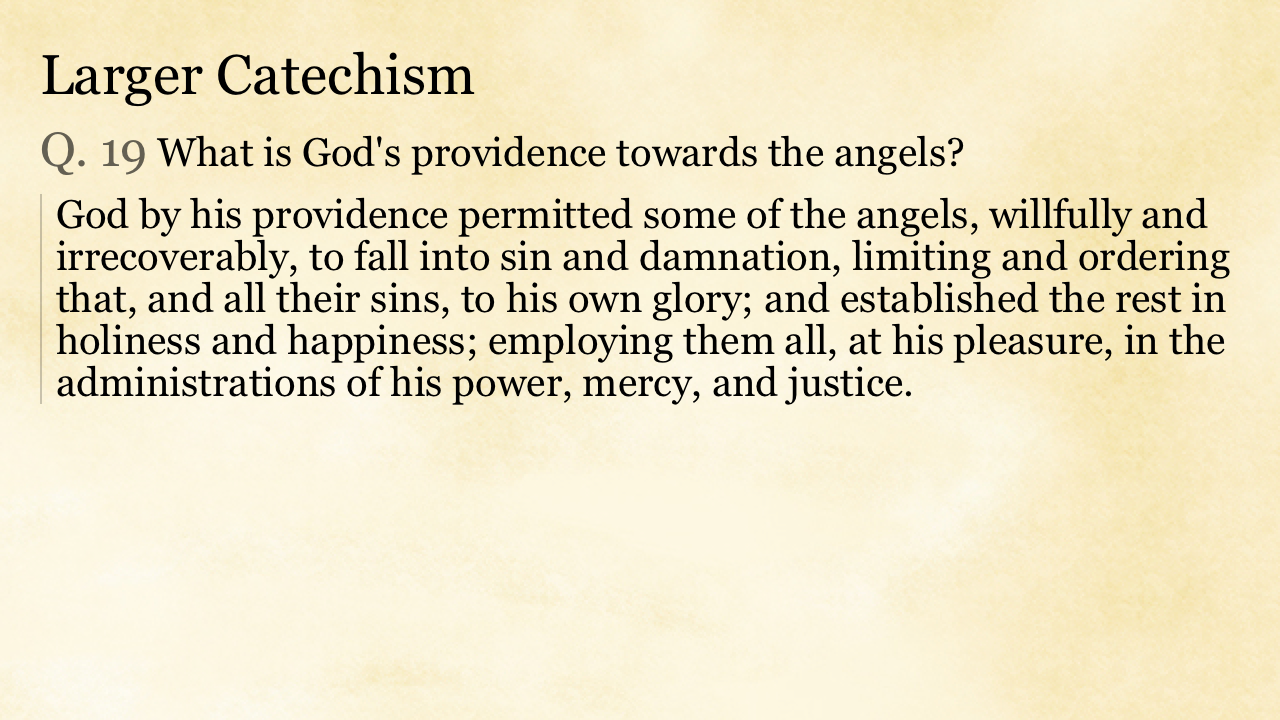 Larger Catechism
Q. 19 What is God's providence towards the angels?
God by his providence permitted some of the angels, willfully and
irrecoverably, to fall into sin and damnation, limiting and ordering
that, and all their sins, to his own glory; and established the rest in
holiness and happiness; employing them all, at his pleasure, in the
administrations of his power, mercy, and justice.